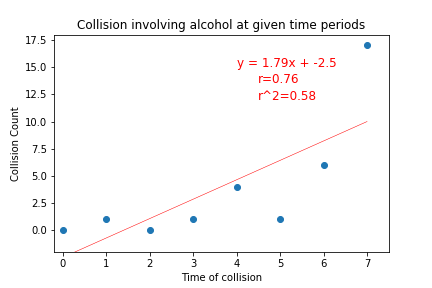 Collision involving alcohol at given time periods
17.5
15.0
12.5
10.0
7.5
5.0
2.5
0.0
Collision Count
y = 1.79x + -2.5
r=0.76
r^2=0.58
0 1 2 3 4 5 6 7
Time of collision